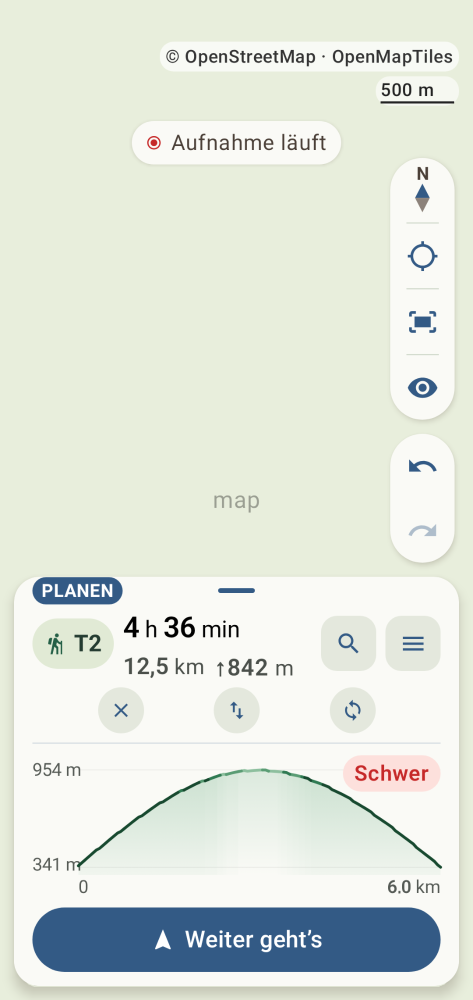 © OpenStreetMap · OpenMapTiles
500 m
Aufnahme läuft
N
map
PLANEN
T2
4 h 36 min
12,5 km ↑842 m
954 m
Schwer
341 m
0
6.0 km
Weiter geht’s